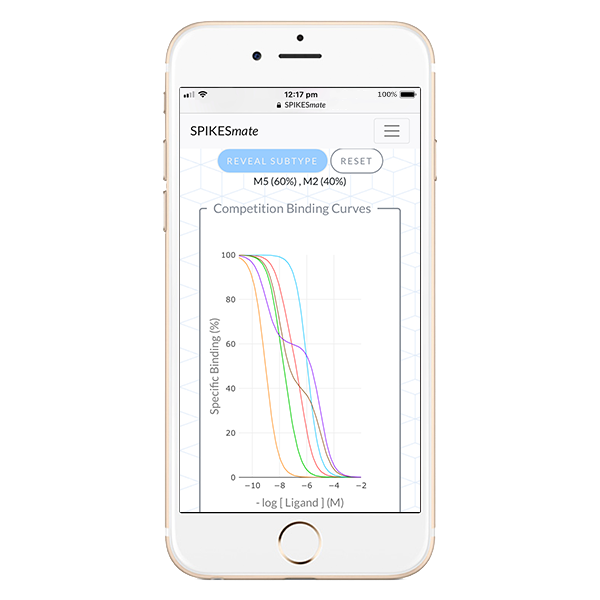 12:17 pm
100%
SPIKESmate
SPIKESmate
REVEAL SUBTYPE
RESET
M5 (60%) , M2 (40%)
Competition Binding Curves
100
80
60
40
20
0
Specific Binding (%)
−10
−8
−6
−4
−2
- log [ Ligand ] (M)